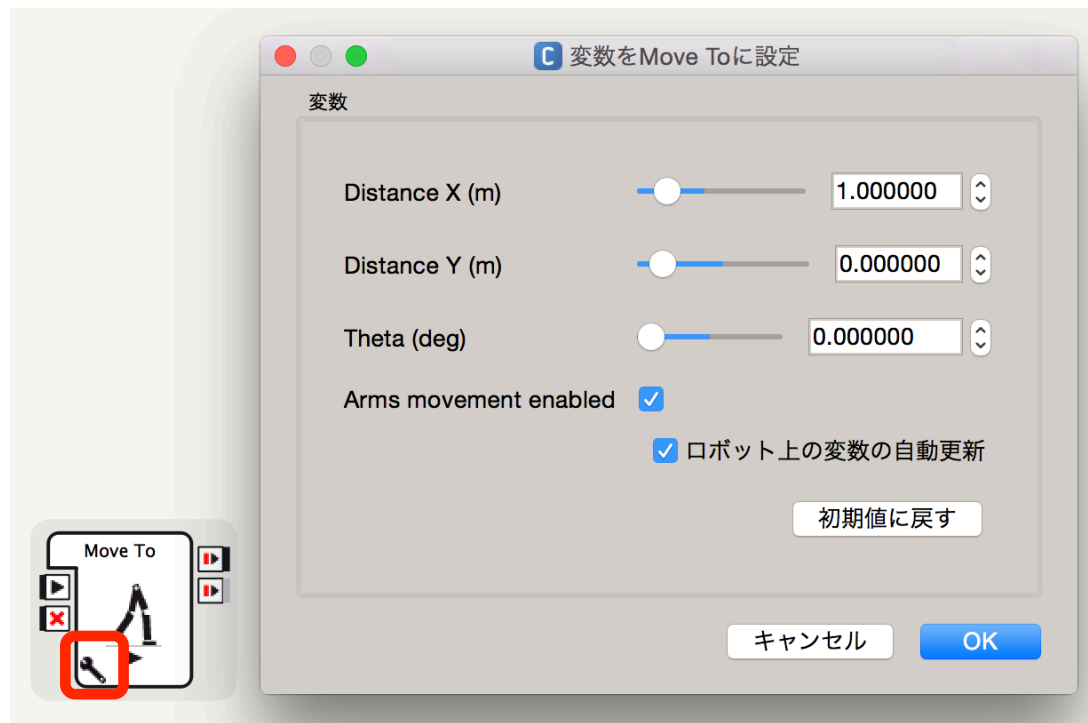 変数をMove Toに設定
変数
Distance X (m) 1.000000
Distance Y (m) 0.000000
Theta (deg) 0.000000
Arms movement enabled
ロボット上の変数の自動更新
初期値に戻す
キャンセル OK
Move To